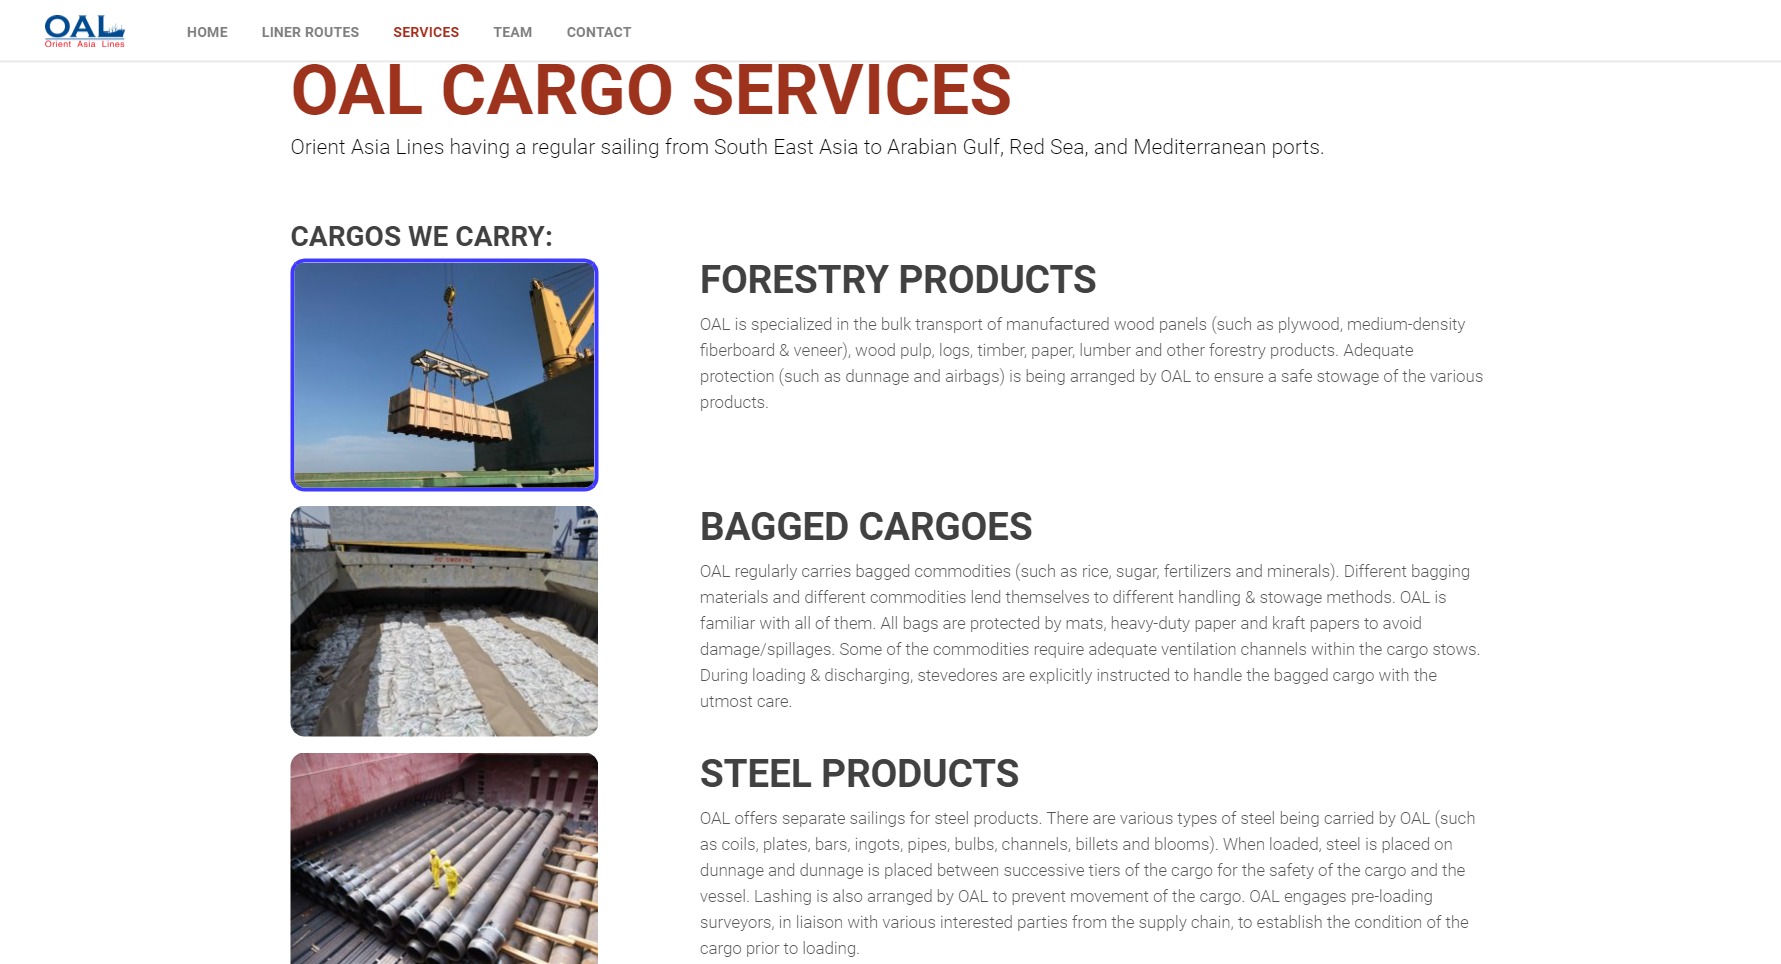 OAL
Orient Asia Lines
HOME LINER ROUTES SERVICES TEAM CONTACT
OAL CARGO SERVICES
Orient Asia Lines having a regular sailing from South East Asia to Arabian Gulf, Red Sea, and Mediterranean ports.
CARGOS WE CARRY:
FORESTRY PRODUCTS
OAL is specialized in the bulk transport of manufactured wood panels (such as plywood, medium-density
fiberboard & veneer), wood pulp, logs, timber, paper, lumber and other forestry products. Adequate
protection (such as dunnage and airbags) is being arranged by OAL to ensure a safe stowage of the various
products.
NO SMOKING
BAGGED CARGOES
OAL regularly carries bagged commodities (such as rice, sugar, fertilizers and minerals). Different bagging
materials and different commodities lend themselves to different handling & stowage methods. OAL is
familiar with all of them. All bags are protected by mats, heavy-duty paper and kraft papers to avoid
damage/spillages. Some of the commodities require adequate ventilation channels within the cargo stows.
During loading & discharging, stevedores are explicitly instructed to handle the bagged cargo with the
utmost care.
STEEL PRODUCTS
OAL offers separate sailings for steel products. There are various types of steel being carried by OAL (such
as coils, plates, bars, ingots, pipes, bulbs, channels, billets and blooms). When loaded, steel is placed on
dunnage and dunnage is placed between successive tiers of the cargo for the safety of the cargo and the
vessel. Lashing is also arranged by OAL to prevent movement of the cargo. OAL engages pre-loading
surveyors, in liaison with various interested parties from the supply chain, to establish the condition of the
cargo prior to loading.